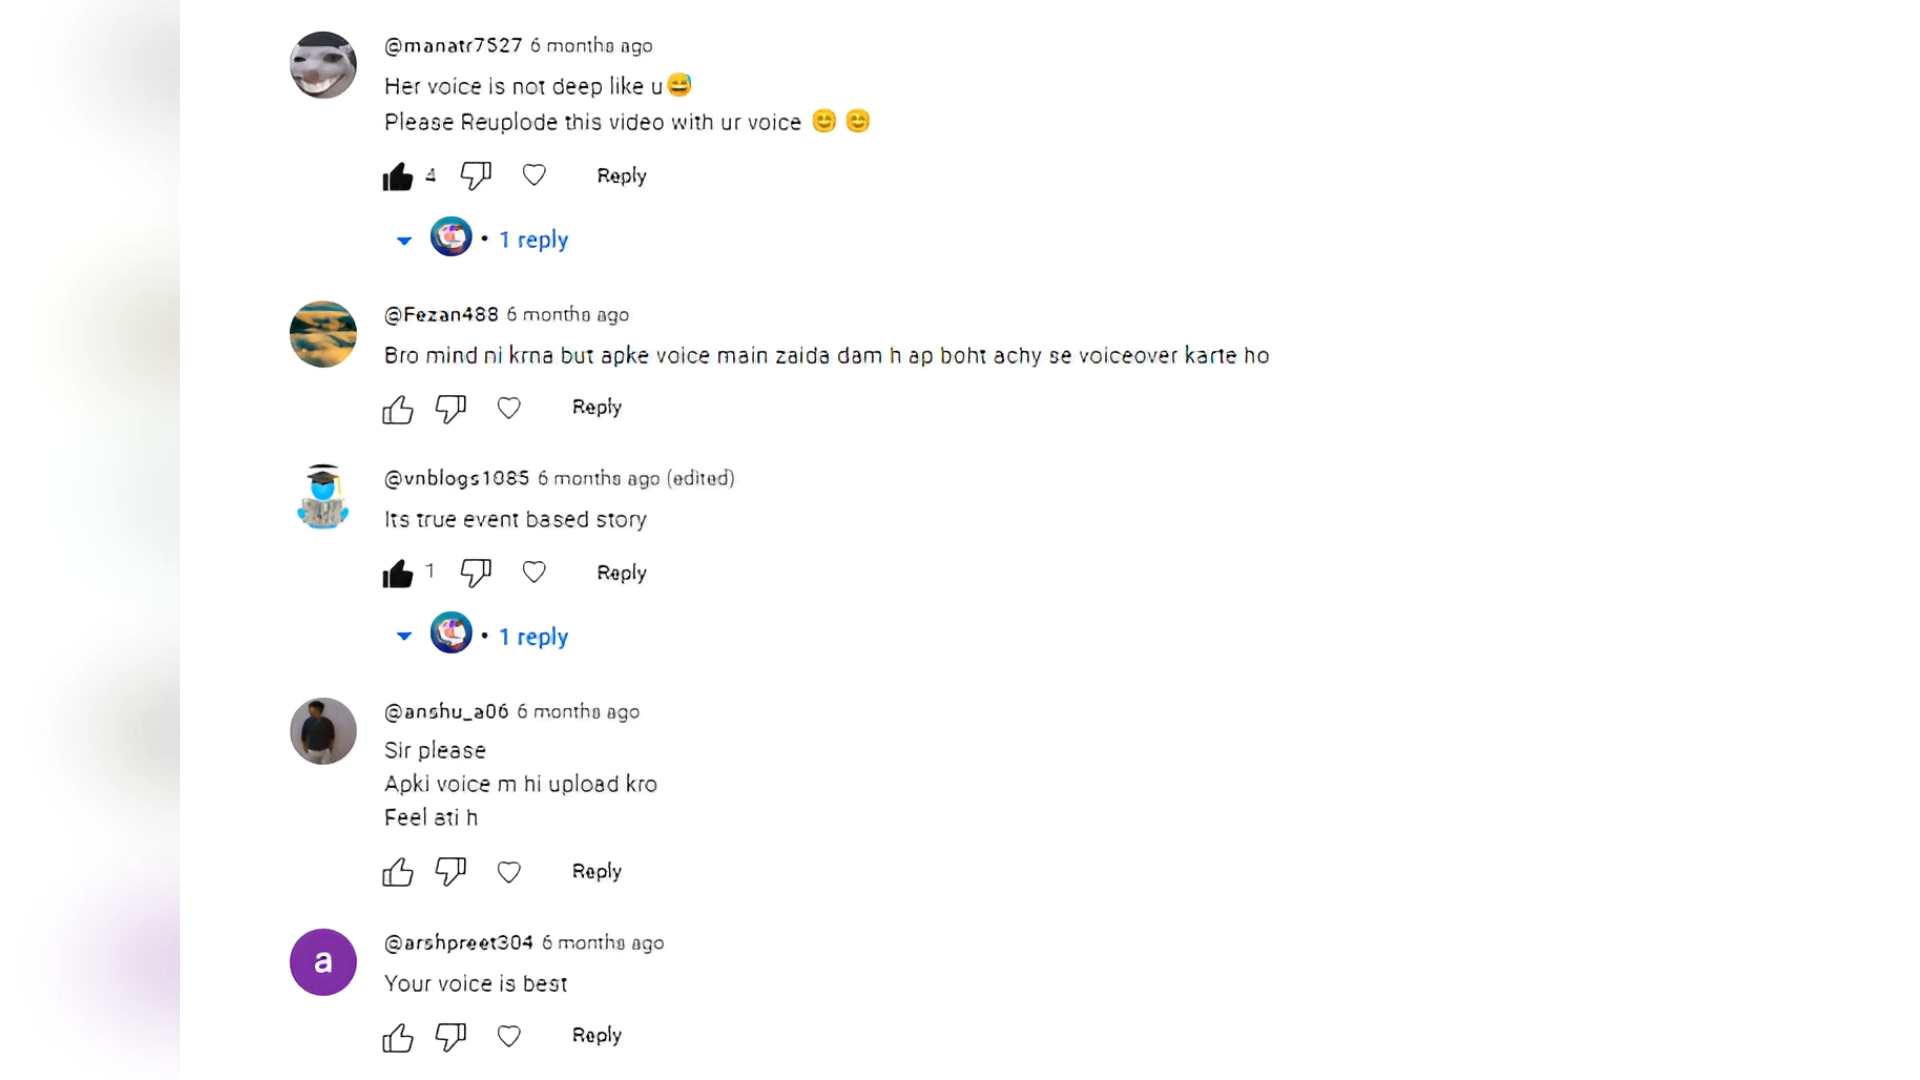 @manatr7527 6 months ago
Her voice is not deep like u😅
Please Reuplode this video with ur voice 😊 😊
4 Reply
• 1 reply
@Fezan488 6 months ago
Bro mind ni krna but apke voice main zaida dam h ap boht achy se voiceover karte ho
Reply
@vnblogs1085 6 months ago (edited)
Its true event based story
1 Reply
• 1 reply
@anshu_a06 6 months ago
Sir please
Apki voice m hi upload kro
Feel ati h
Reply
a
@arshpreet304 6 months ago
Your voice is best
Reply